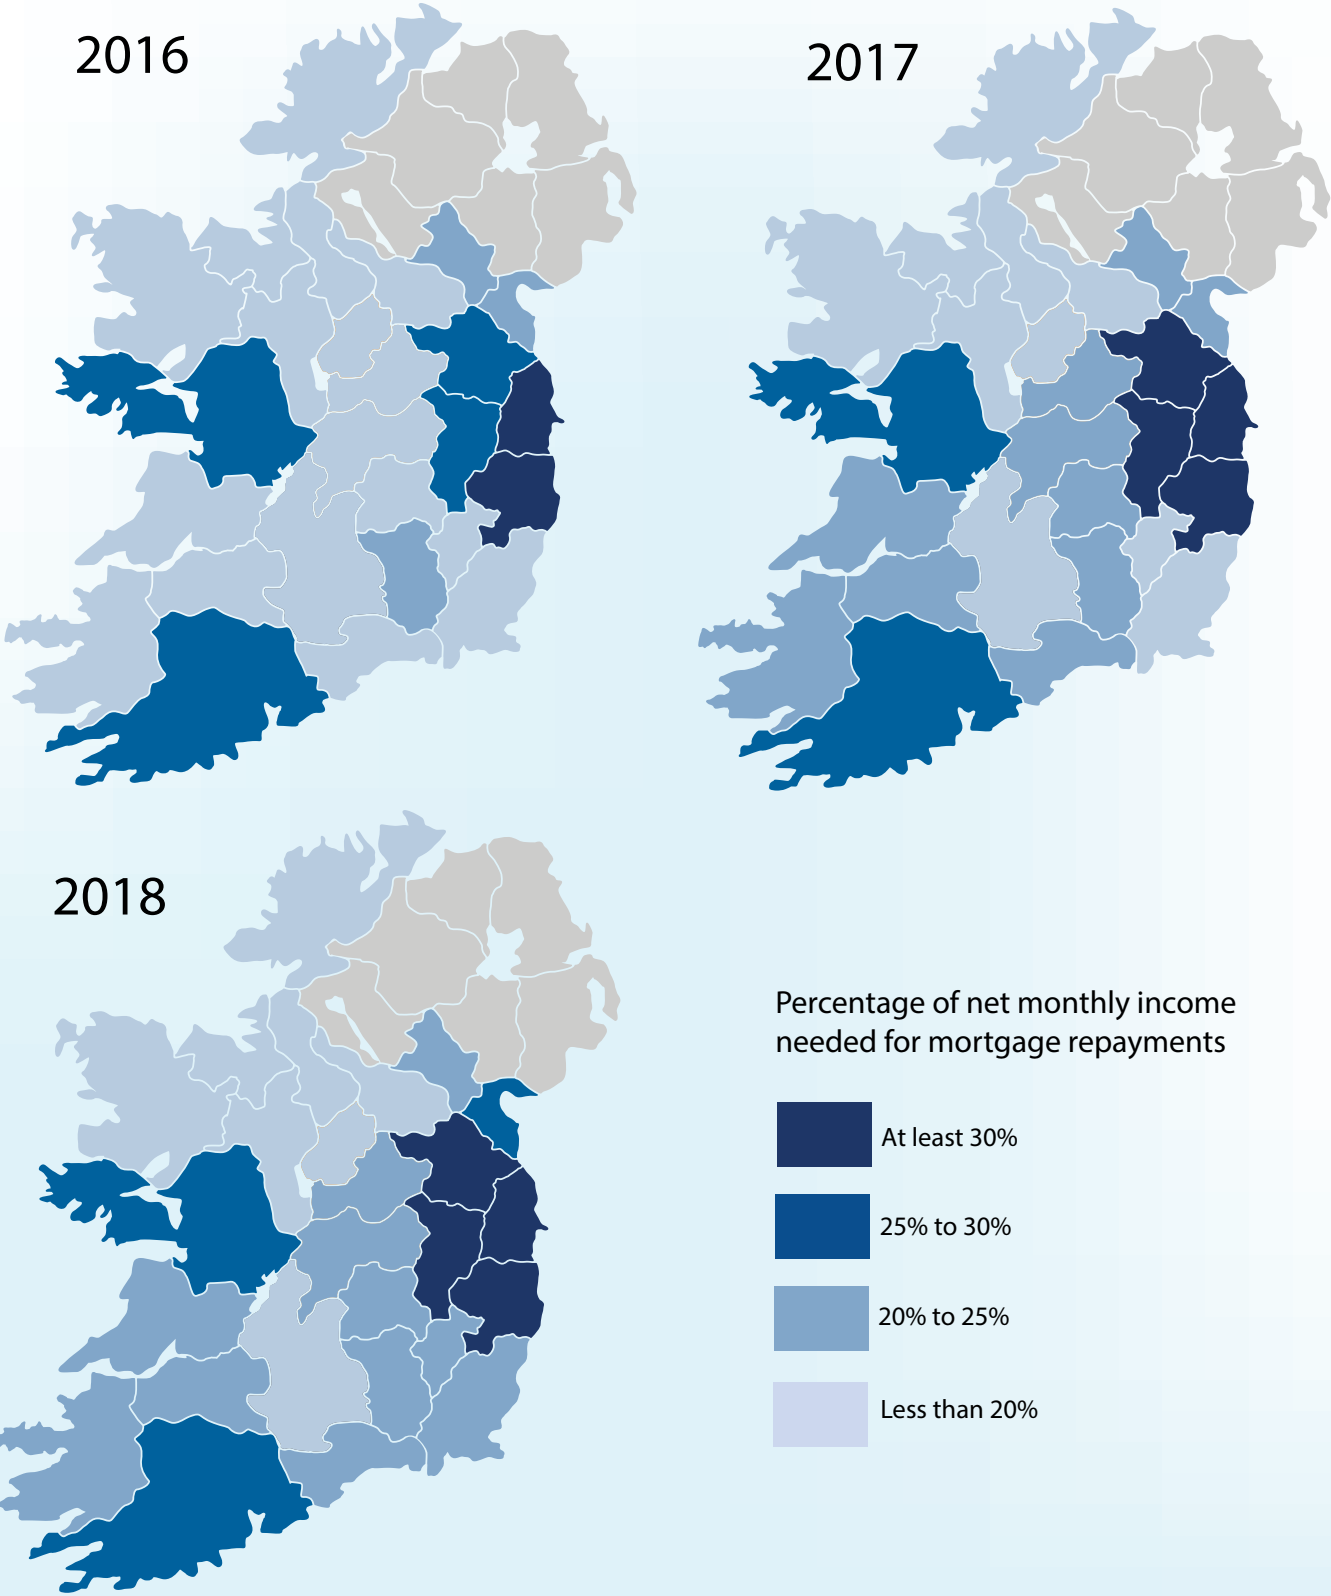 2016
2017
2018
Percentage of net monthly income
needed for mortgage repayments
At least 30%
25% to 30%
20% to 25%
Less than 20%